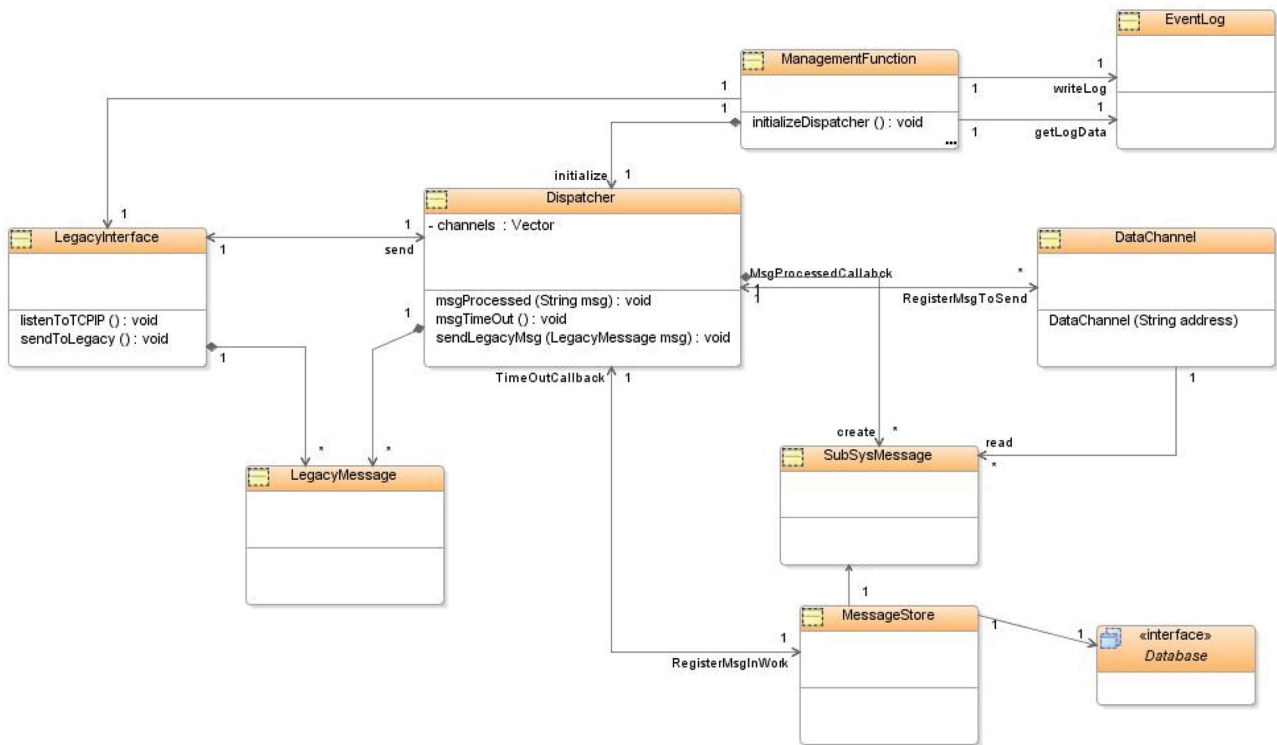 EventLog
ManagementFunction
1
1
1
writeLog
1
1
initializeDispatcher () : void
1
1
getLogData
...
initialize
1
Dispatcher
- channels : Vector
1
LegacyInterface
1
1
send
DataChannel
MsgProcessedCallabck
*
1
1
RegisterMsgToSend
msgProcessed (String msg) : void
msgTimeOut () : void
sendLegacyMsg (LegacyMessage msg) : void
listenToTCPIP () : void
sendToLegacy () : void
DataChannel (String address)
1
1
TimeOutCallback
1
1
create
*
read
*
*
*
SubSysMessage
LegacyMessage
1
MessageStore
1
1
RegisterMsgInWork
1
«interface»
Database